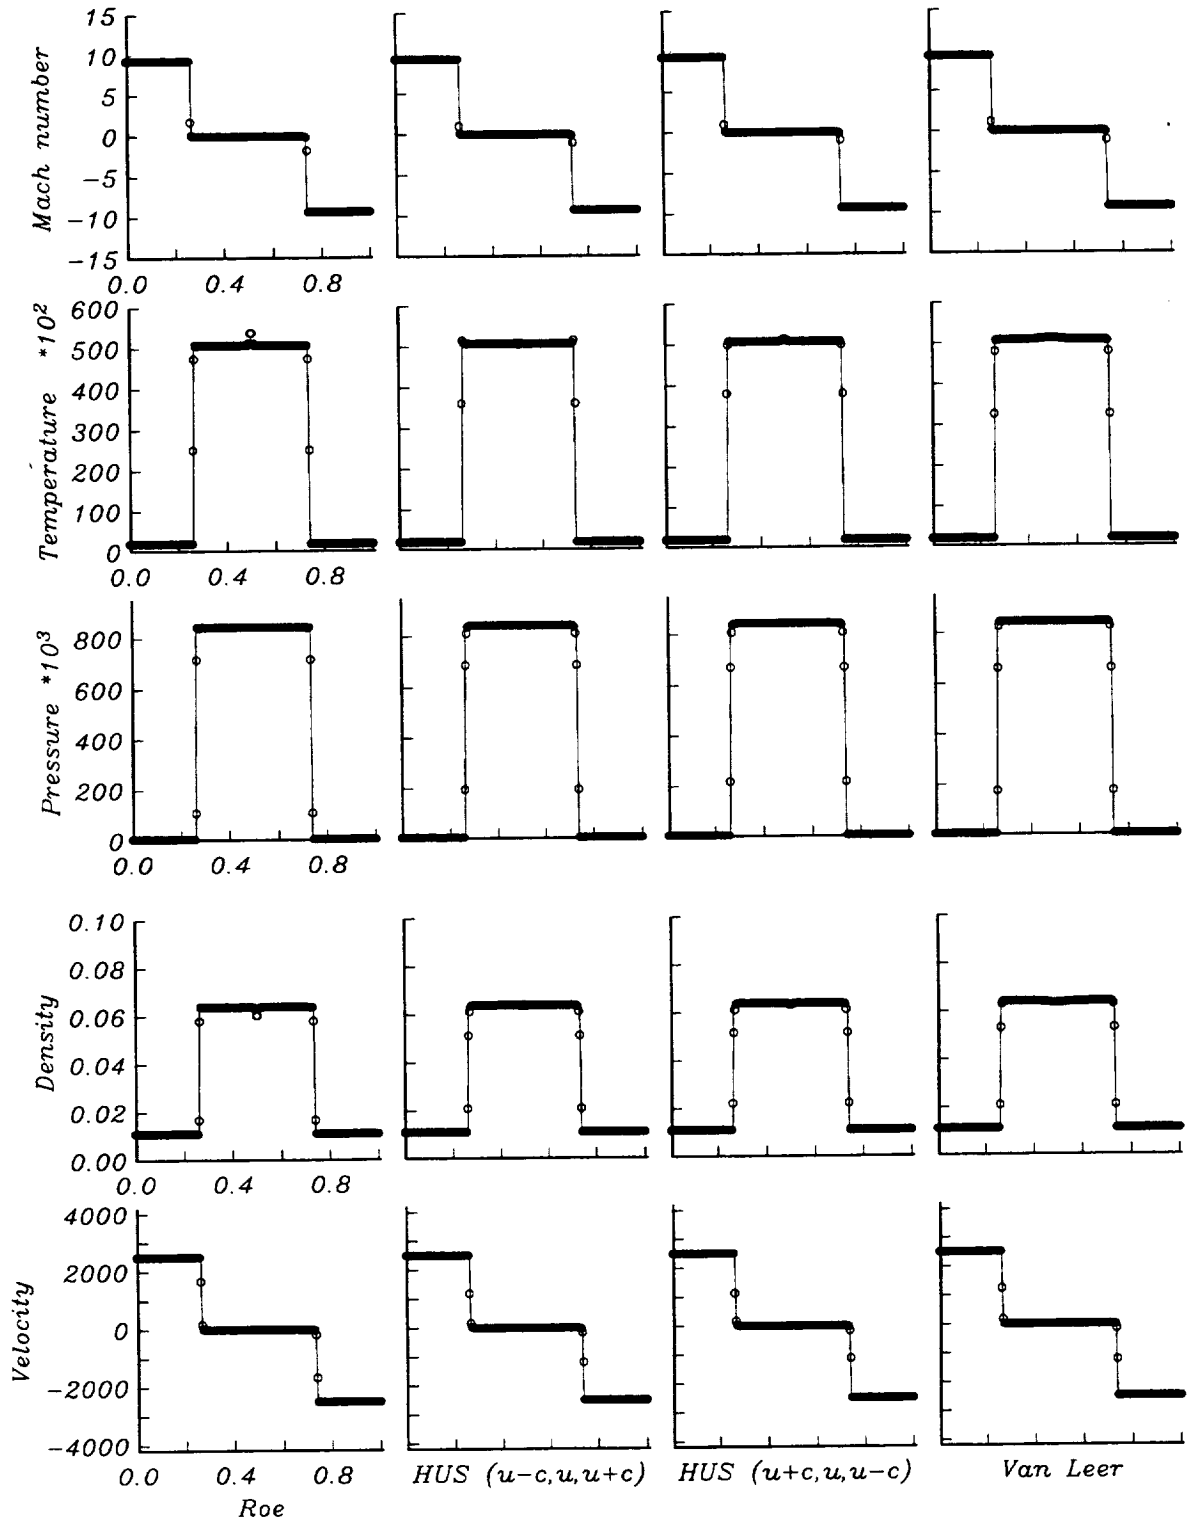 15
10
5
0
−5
−10
−15
Mach number
0.0 0.4 0.8
600
500
400
300
200
100
0
Température *10²
0.0 0.4 0.8
800
600
400
200
0
Pressure *10³
0.0 0.4 0.8
0.10
0.08
0.06
0.04
0.02
0.00
Density
0.0 0.4 0.8
4000
2000
0
−2000
−4000
Velocity
0.0 0.4 0.8
Roe
HUS (u−c,u,u+c)
HUS (u+c,u,u−c)
Van Leer